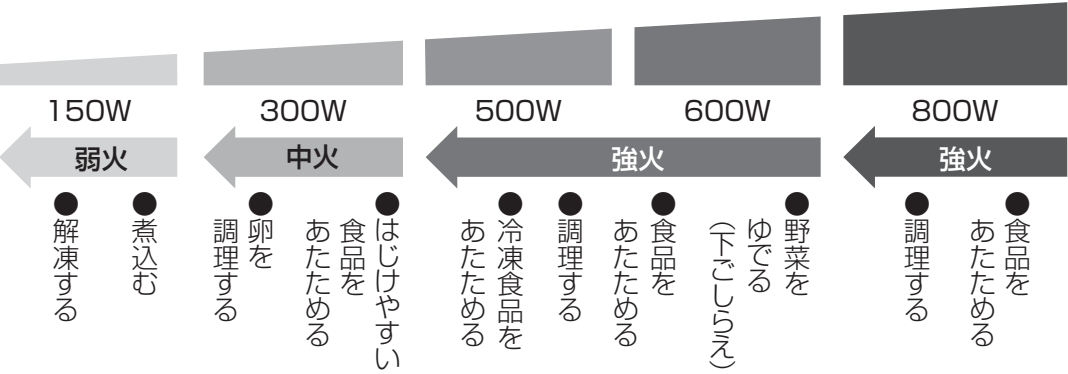 150W
300W
500W
600W
800W
弱火
中火
強火
強火
●食品を
あたためる
●調理する
●野菜を
ゆでる
（下ごしらえ）
●食品を
あたためる
●調理する
●冷凍食品を
あたためる
●はじけやすい
食品を
あたためる
●卵を
調理する
●煮込む
●解凍する